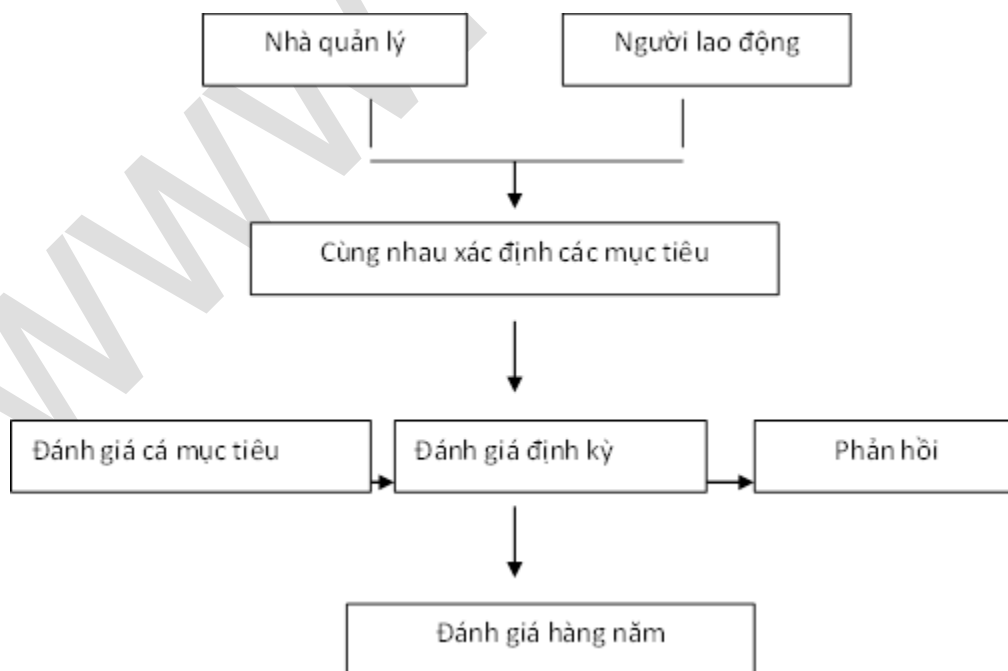 Nhà quản lý
Người lao động
Cùng nhau xác định các mục tiêu
Đánh giá cá mục tiêu
Đánh giá định kỳ
Phản hồi
Đánh giá hàng năm